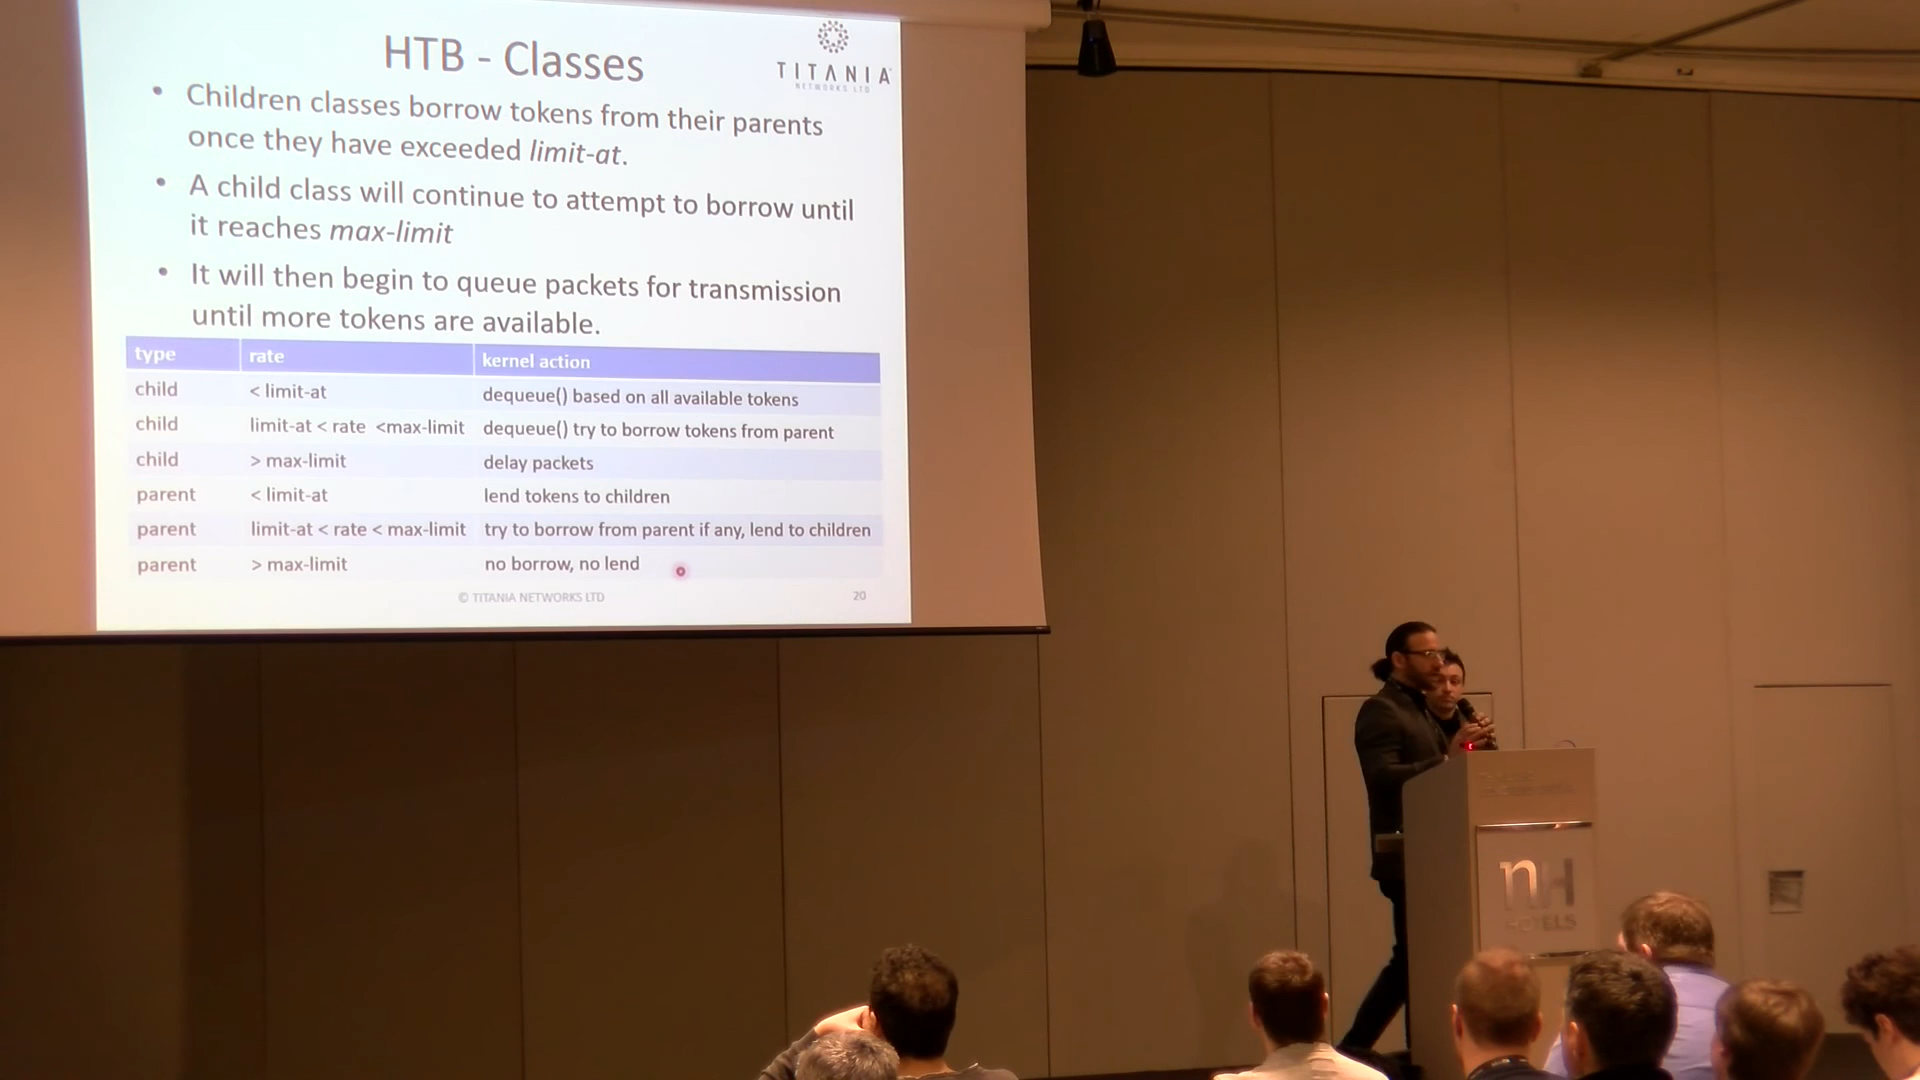 HTB - Classes
TITANIA
NETWORKS LTD
• Children classes borrow tokens from their parents
once they have exceeded limit-at.
• A child class will continue to attempt to borrow until
it reaches max-limit
• It will then begin to queue packets for transmission
until more tokens are available.
type rate kernel action
child < limit-at dequeue() based on all available tokens
child limit-at < rate <max-limit dequeue() try to borrow tokens from parent
child > max-limit delay packets
parent < limit-at lend tokens to children
parent limit-at < rate < max-limit try to borrow from parent if any, lend to children
parent > max-limit no borrow, no lend
© TITANIA NETWORKS LTD 20
nH
HOTELS